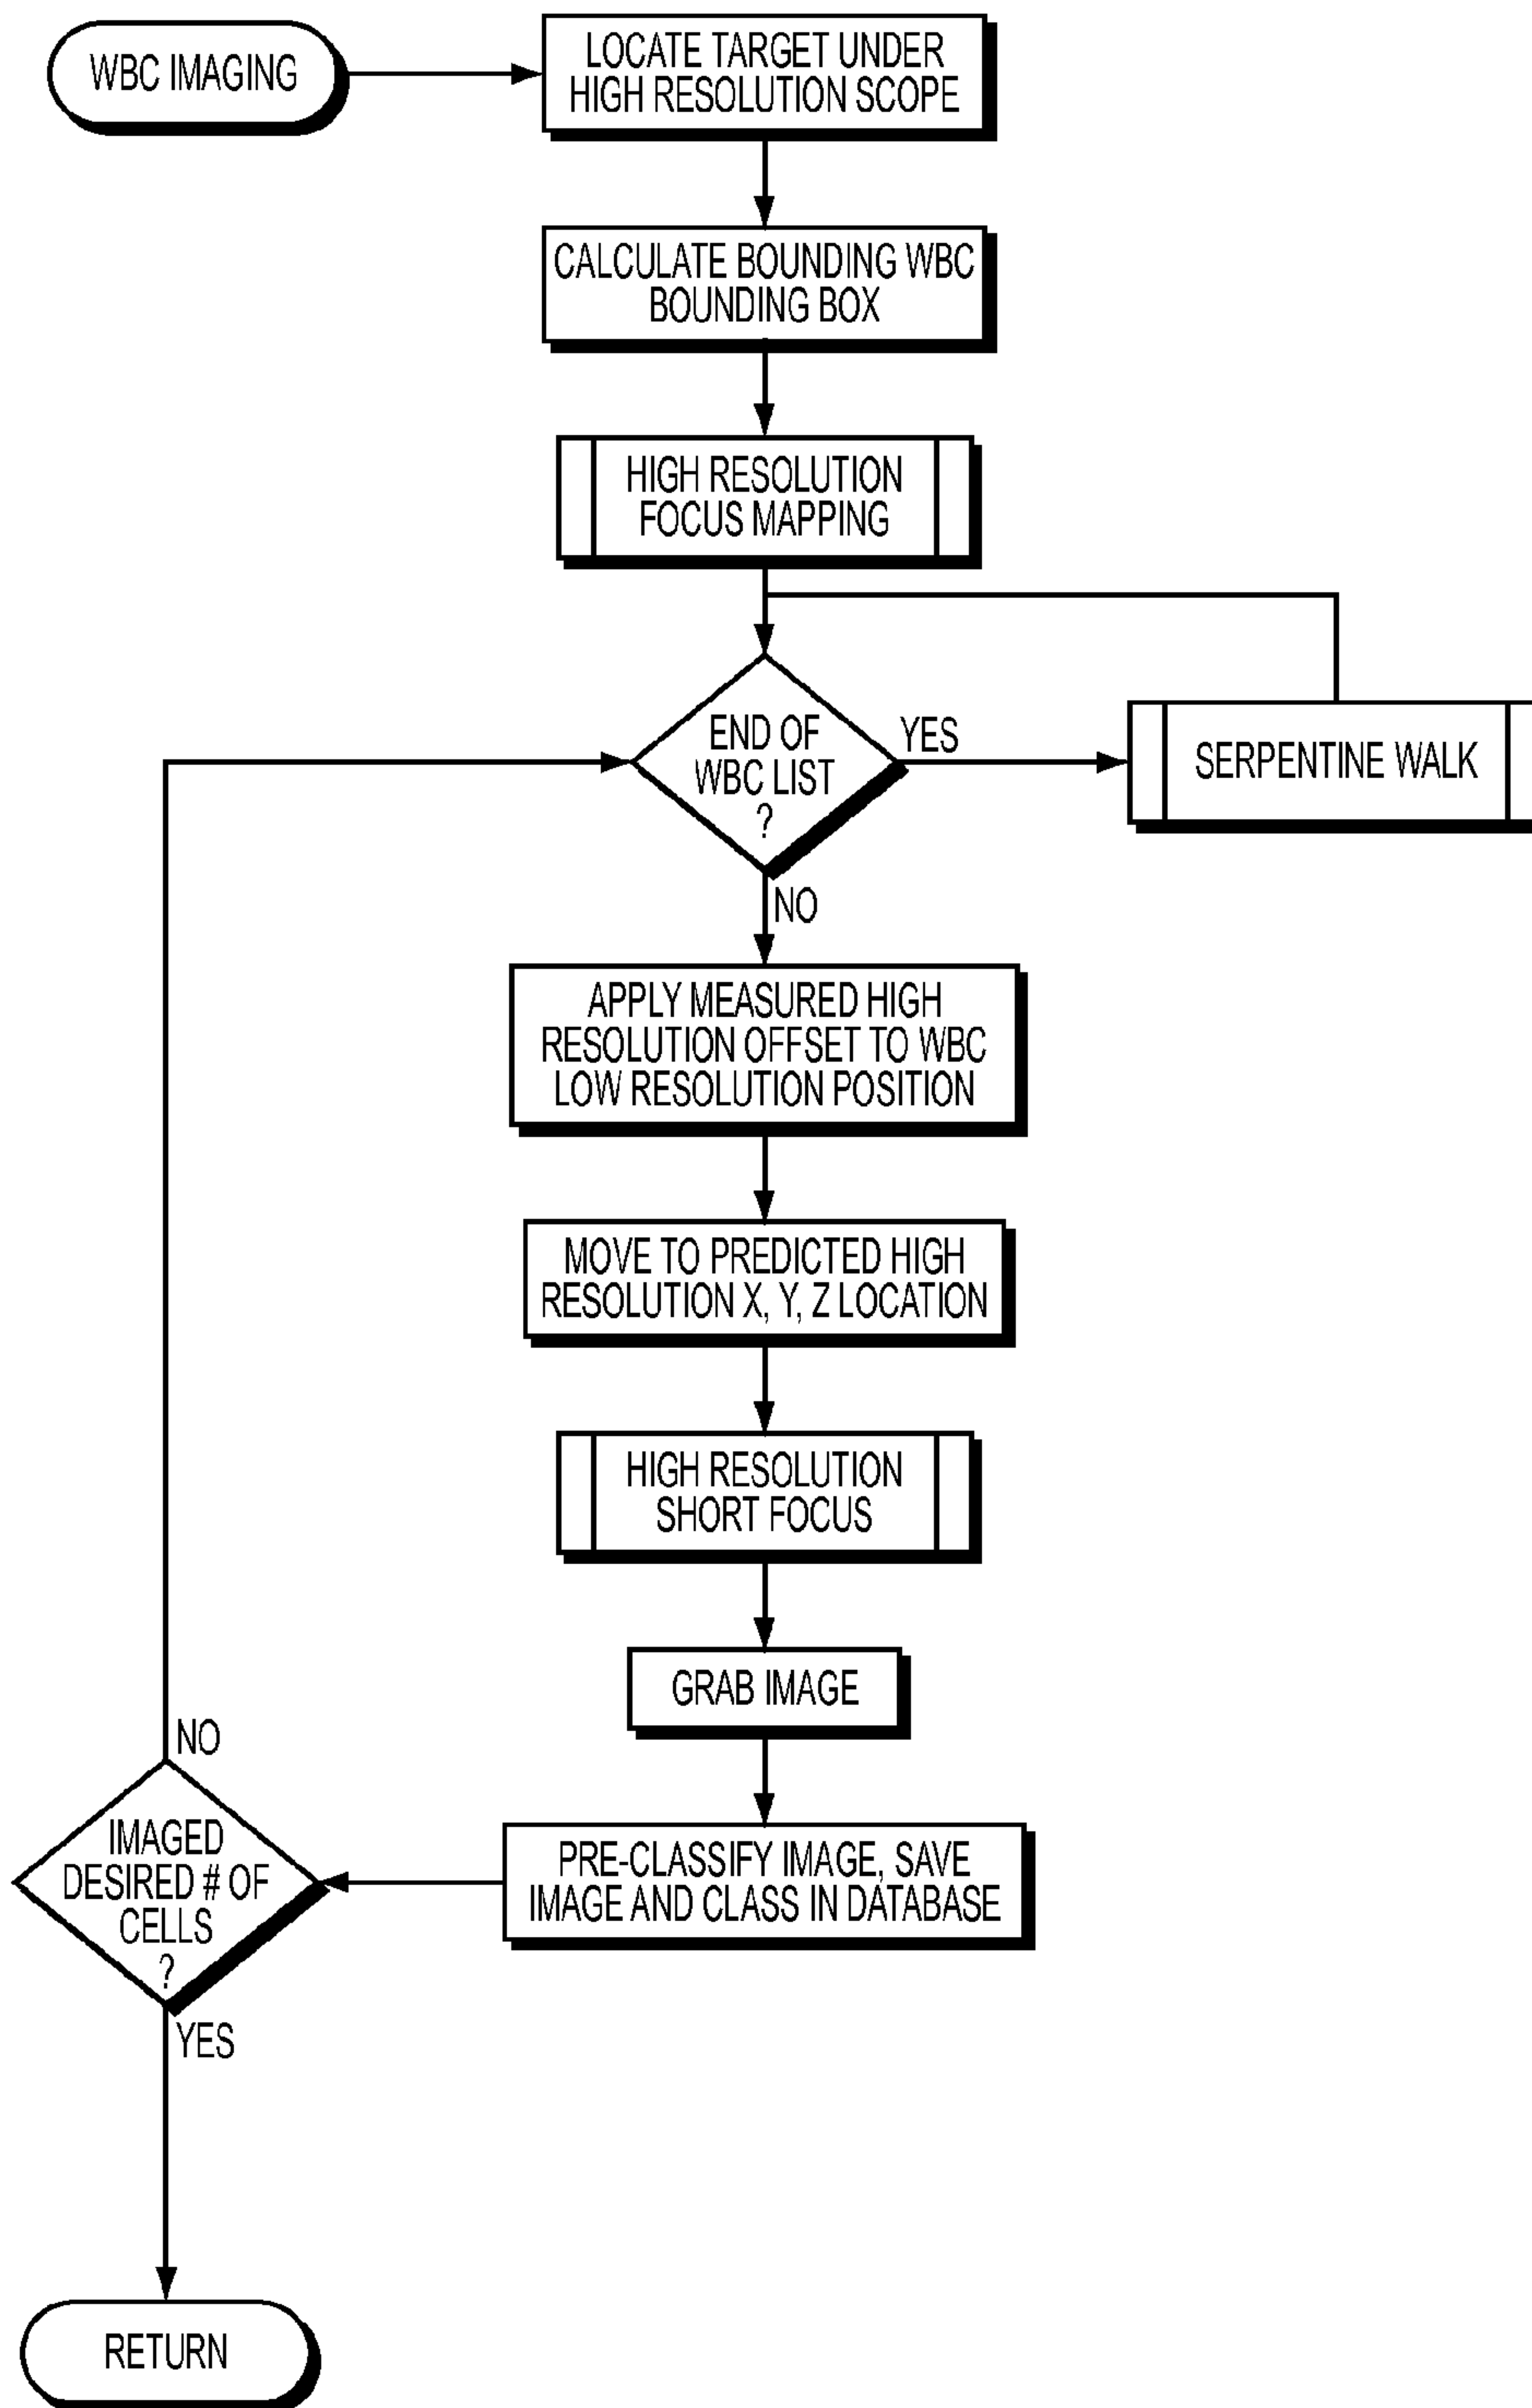 WBC IMAGING
LOCATE TARGET UNDER
HIGH RESOLUTION SCOPE
CALCULATE BOUNDING WBC
BOUNDING BOX
HIGH RESOLUTION
FOCUS MAPPING
END OF
WBC LIST
?
YES
SERPENTINE WALK
NO
APPLY MEASURED HIGH
RESOLUTION OFFSET TO WBC
LOW RESOLUTION POSITION
MOVE TO PREDICTED HIGH
RESOLUTION X, Y, Z LOCATION
HIGH RESOLUTION
SHORT FOCUS
GRAB IMAGE
PRE-CLASSIFY IMAGE, SAVE
IMAGE AND CLASS IN DATABASE
NO
IMAGED
DESIRED # OF
CELLS
?
YES
RETURN